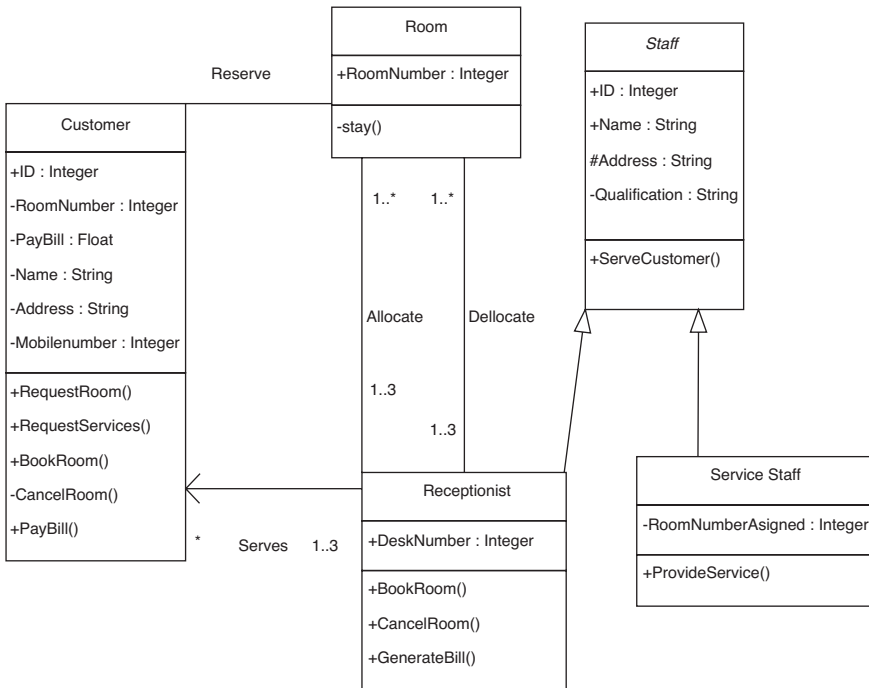 Room
+RoomNumber : Integer
-stay()
Staff
+ID : Integer
+Name : String
#Address : String
-Qualification : String
+ServeCustomer()
Reserve
Customer
+ID : Integer
-RoomNumber : Integer
-PayBill : Float
-Name : String
-Address : String
-Mobilenumber : Integer
+RequestRoom()
+RequestServices()
+BookRoom()
-CancelRoom()
+PayBill()
1..* 1..*
Allocate Dellocate
1..3
1..3
* Serves 1..3
Receptionist
+DeskNumber : Integer
+BookRoom()
+CancelRoom()
+GenerateBill()
Service Staff
-RoomNumberAsigned : Integer
+ProvideService()